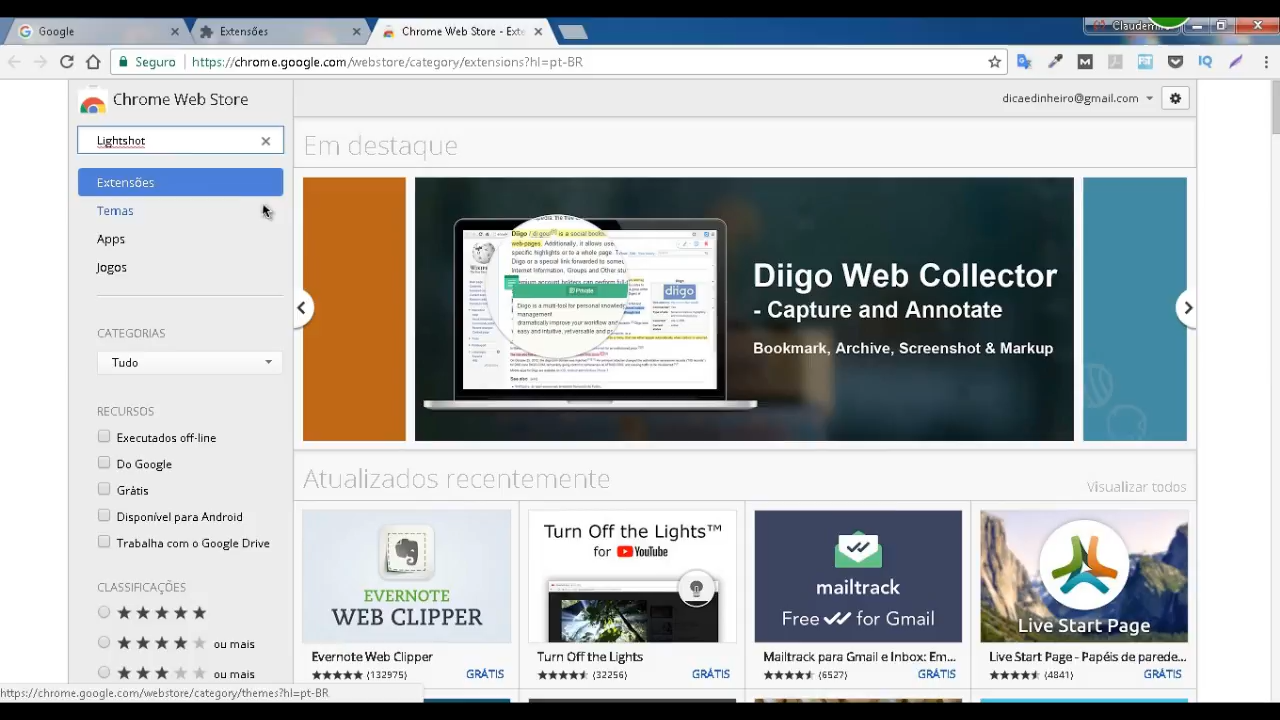 Google
Extensões
Chrome Web Store - Exte
Claudemir
Seguro
https://chrome.google.com/webstore/category/extensions?hl=pt-BR
Chrome Web Store
dicaedinheiro@gmail.com
Lightshot
Extensões
Temas
Apps
Jogos
CATEGORIAS
Tudo
RECURSOS
Executados off-line
Do Google
Grátis
Disponível para Android
Trabalha com o Google Drive
CLASSIFICAÇÕES
ou mais
ou mais
Em destaque
Diigo Web Collector
- Capture and Annotate
Bookmark, Archive, Screenshot & Markup
Private
diigo
Atualizados recentemente
Visualizar todos
EVERNOTE
WEB CLIPPER
Evernote Web Clipper
(132975)
GRÁTIS
Turn Off the Lights™
for YouTube
Turn Off the Lights
(32256)
GRÁTIS
mailtrack
Free for Gmail
Mailtrack para Gmail e Inbox: Em...
(6527)
GRÁTIS
Live Start Page
Live Start Page - Papéis de parede...
(4841)
GRÁTIS
https://chrome.google.com/webstore/category/themes?hl=pt-BR